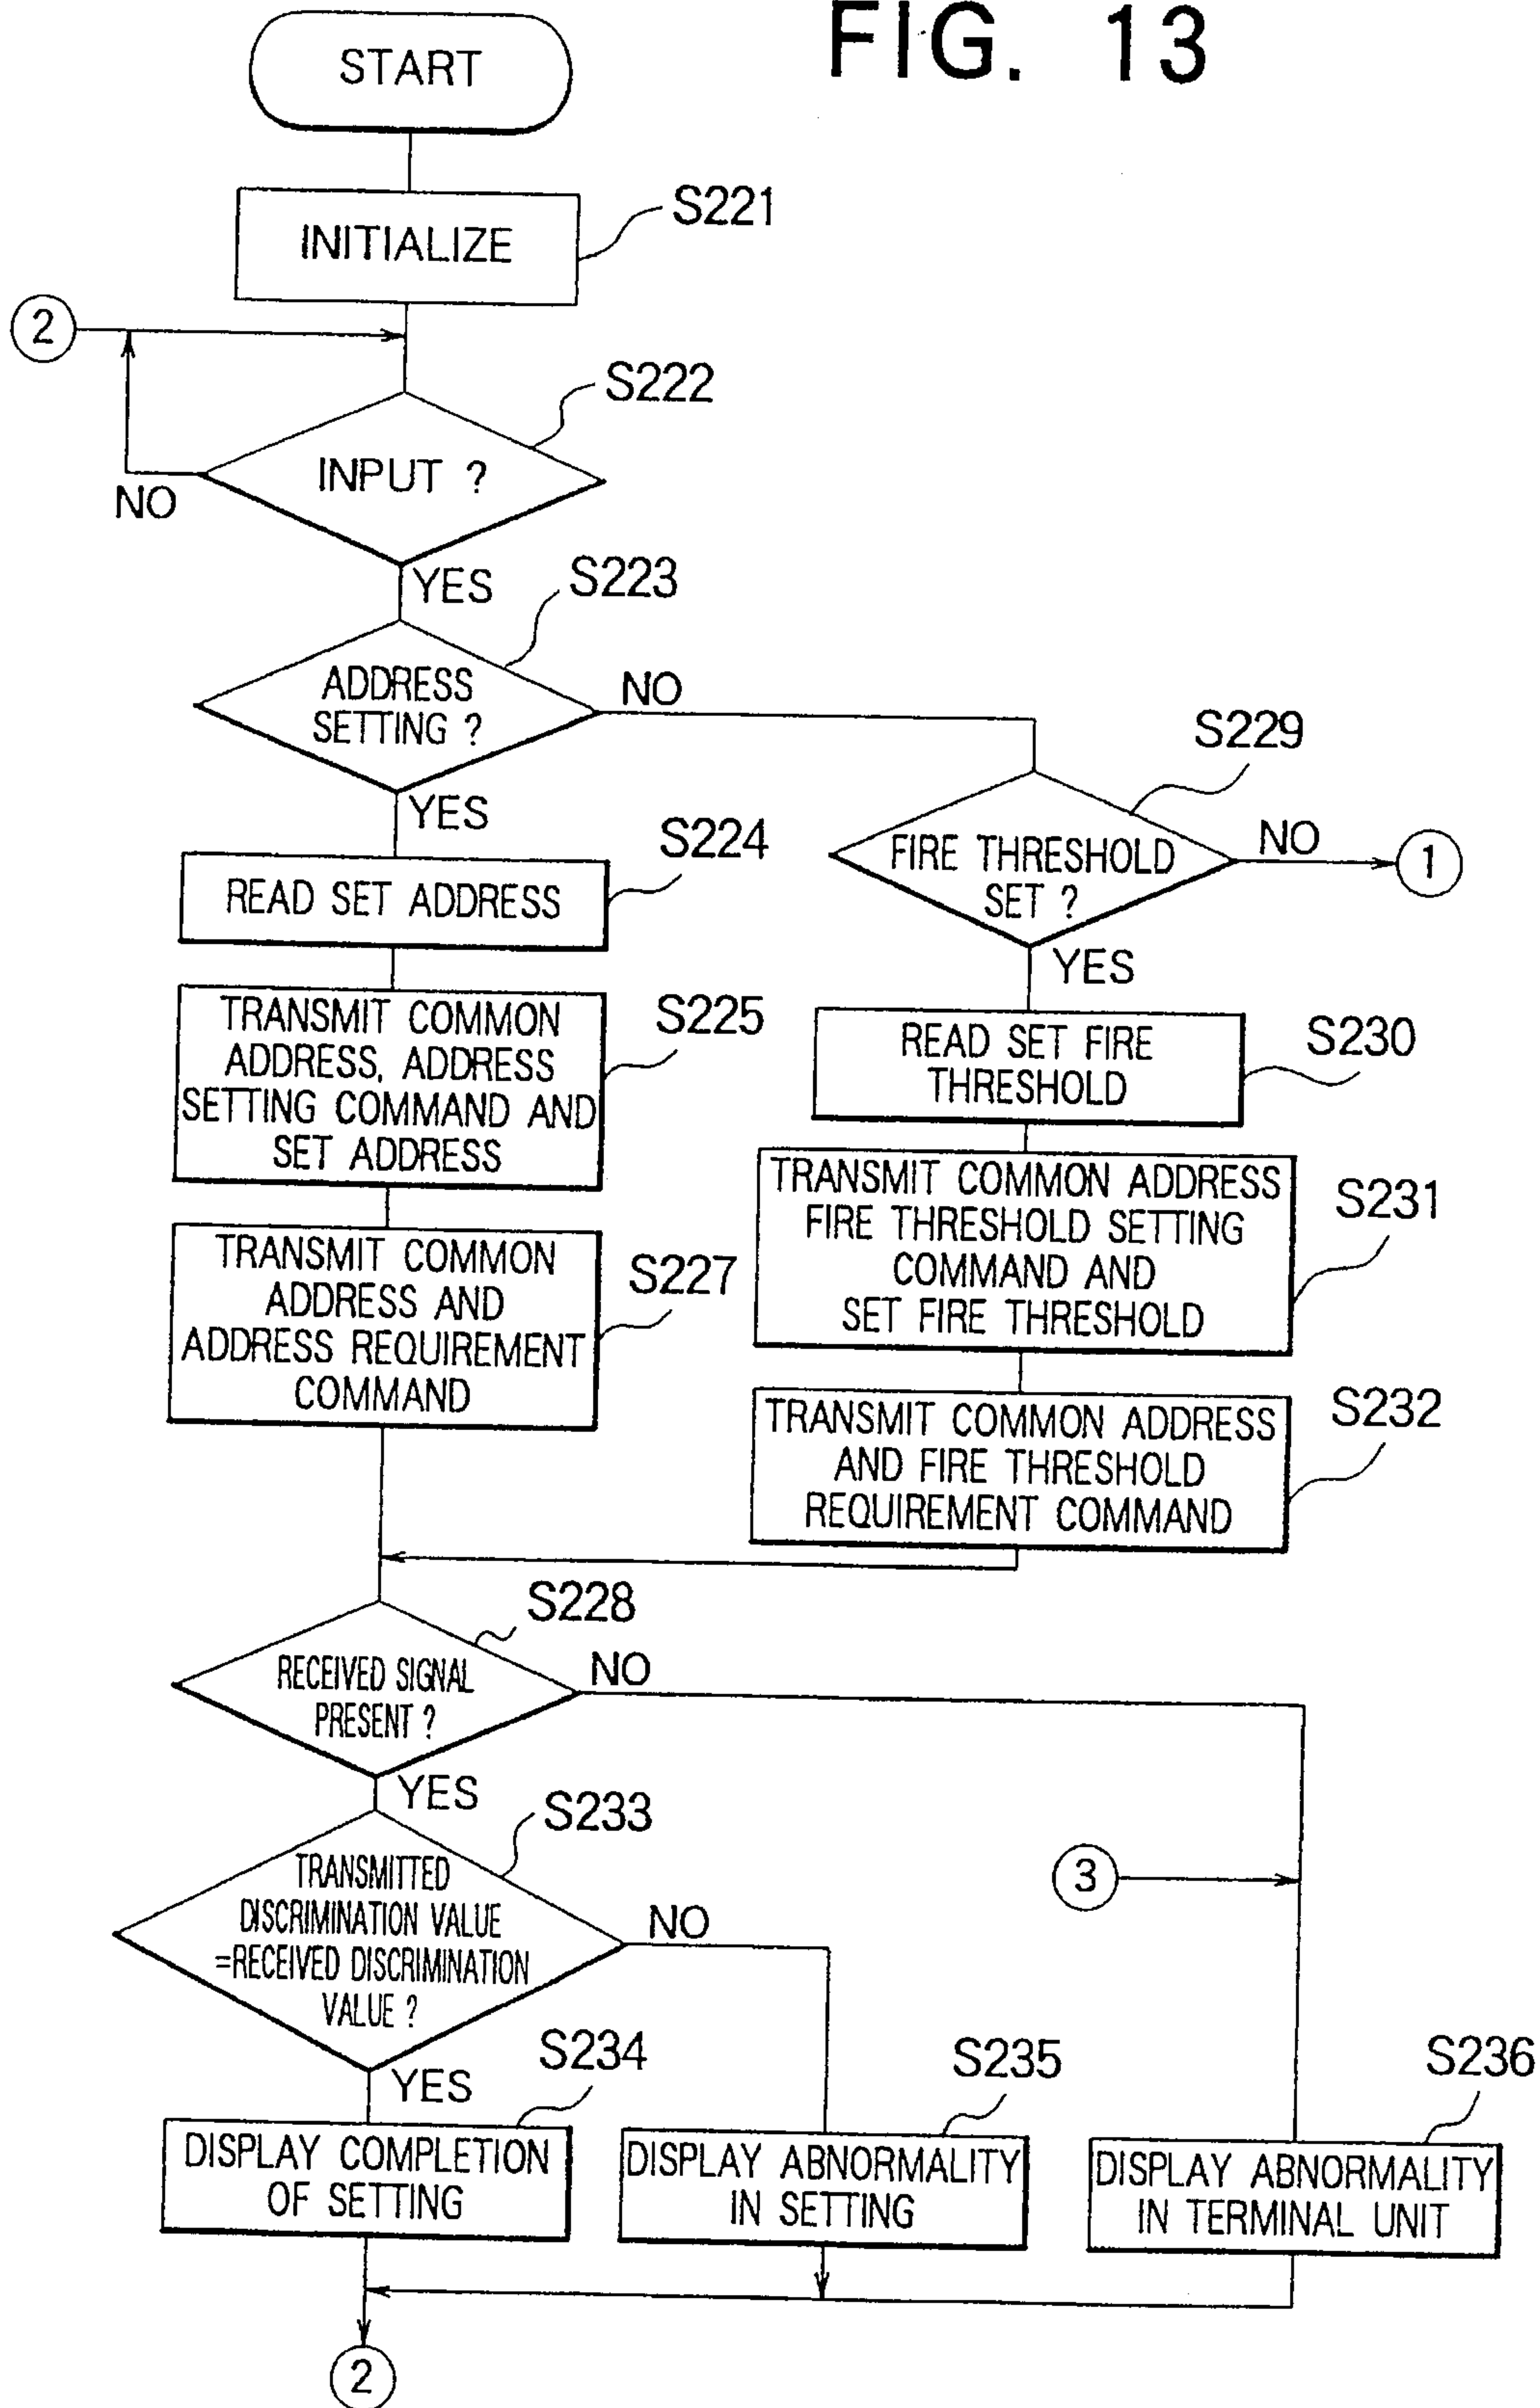 FIG. 13
START
INITIALIZE
S221
2
S222
INPUT ?
NO
YES
S223
ADDRESS
SETTING ?
NO
YES
S229
FIRE THRESHOLD
SET ?
NO
1
YES
S224
READ SET ADDRESS
S225
TRANSMIT COMMON
ADDRESS, ADDRESS
SETTING COMMAND AND
SET ADDRESS
S230
READ SET FIRE
THRESHOLD
S227
TRANSMIT COMMON
ADDRESS AND
ADDRESS REQUIREMENT
COMMAND
S231
TRANSMIT COMMON ADDRESS
FIRE THRESHOLD SETTING
COMMAND AND
SET FIRE THRESHOLD
S232
TRANSMIT COMMON ADDRESS
AND FIRE THRESHOLD
REQUIREMENT COMMAND
S228
RECEIVED SIGNAL
PRESENT ?
NO
YES
S233
TRANSMITTED
DISCRIMINATION VALUE
=RECEIVED DISCRIMINATION
VALUE ?
NO
3
YES
S234
DISPLAY COMPLETION
OF SETTING
S235
DISPLAY ABNORMALITY
IN SETTING
S236
DISPLAY ABNORMALITY
IN TERMINAL UNIT
2